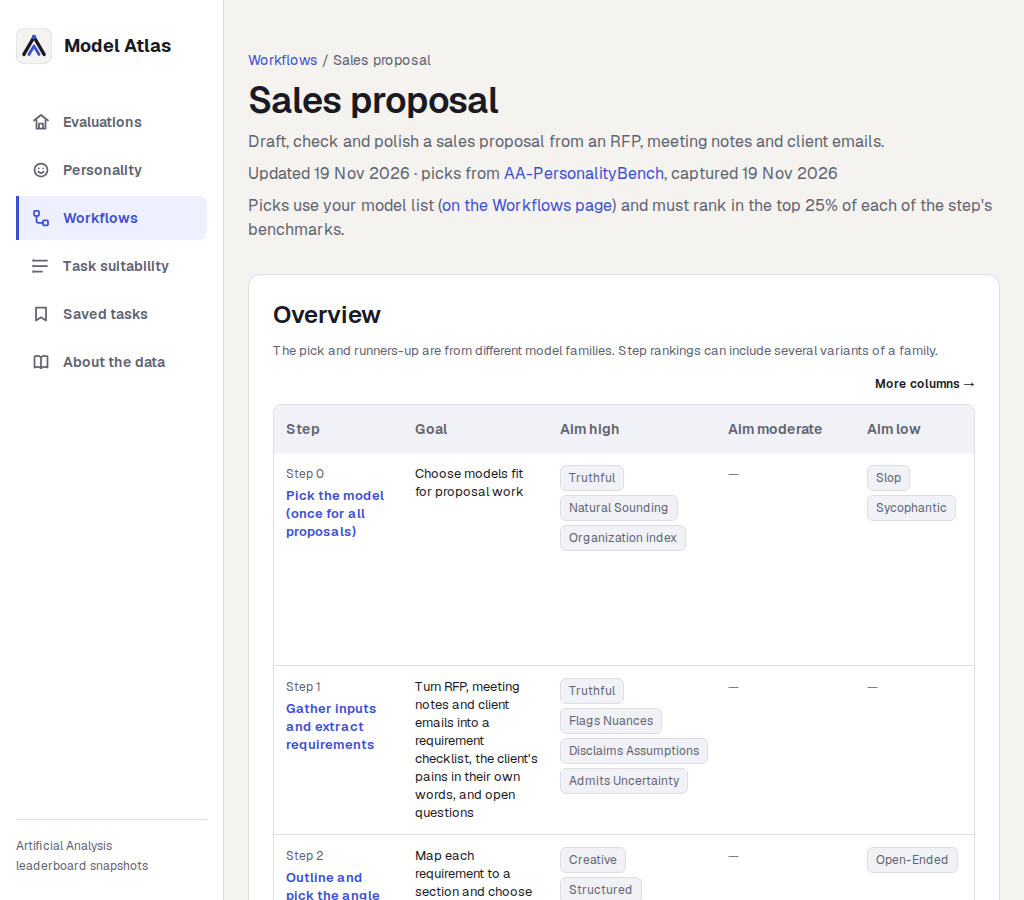 Model Atlas
Evaluations
Personality
Workflows
Task suitability
Saved tasks
About the data
Artificial Analysis
leaderboard snapshots
Workflows / Sales proposal
Sales proposal
Draft, check and polish a sales proposal from an RFP, meeting notes and client emails.
Updated 19 Nov 2026 · picks from AA-PersonalityBench, captured 19 Nov 2026
Picks use your model list (on the Workflows page) and must rank in the top 25% of each of the step's
benchmarks.
Overview
The pick and runners-up are from different model families. Step rankings can include several variants of a family.
More columns →
Step Goal Aim high Aim moderate Aim low
Step 0
Pick the model
(once for all
proposals)
Choose models fit
for proposal work
Truthful
Natural Sounding
Organization index
—
Slop
Sycophantic
Step 1
Gather inputs
and extract
requirements
Turn RFP, meeting
notes and client
emails into a
requirement
checklist, the client's
pains in their own
words, and open
questions
Truthful
Flags Nuances
Disclaims Assumptions
Admits Uncertainty
—
—
Step 2
Outline and
pick the angle
Map each
requirement to a
section and choose
Creative
Structured
—
Open-Ended